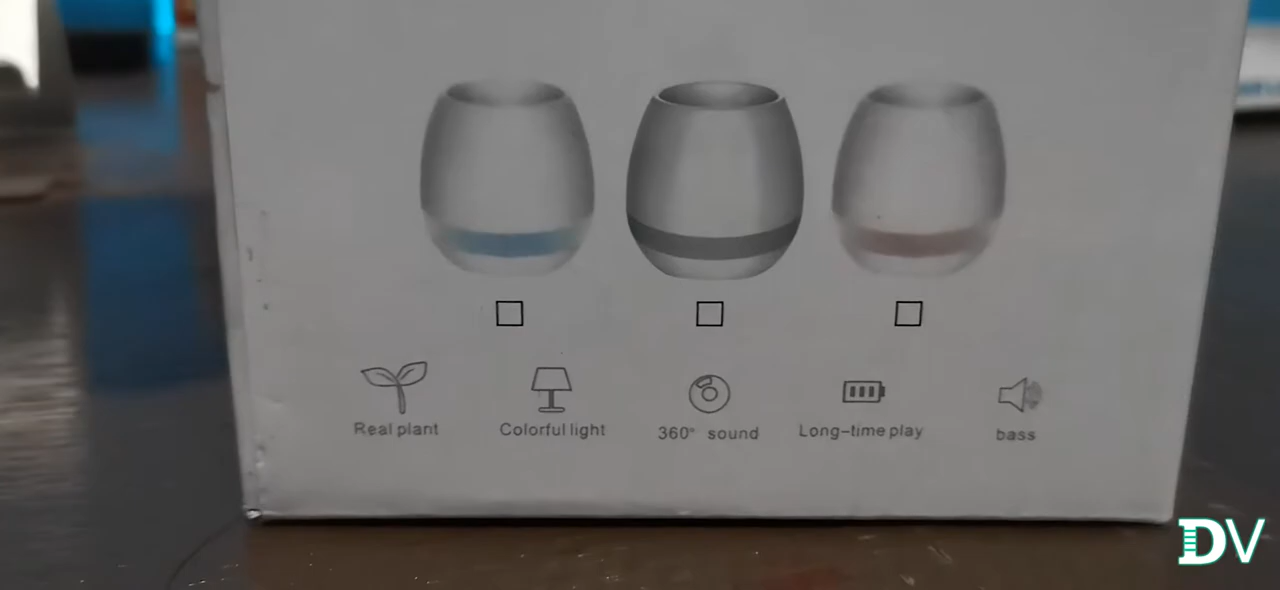 Real plant
Colorful light
360° sound
Long-time play
bass
DV